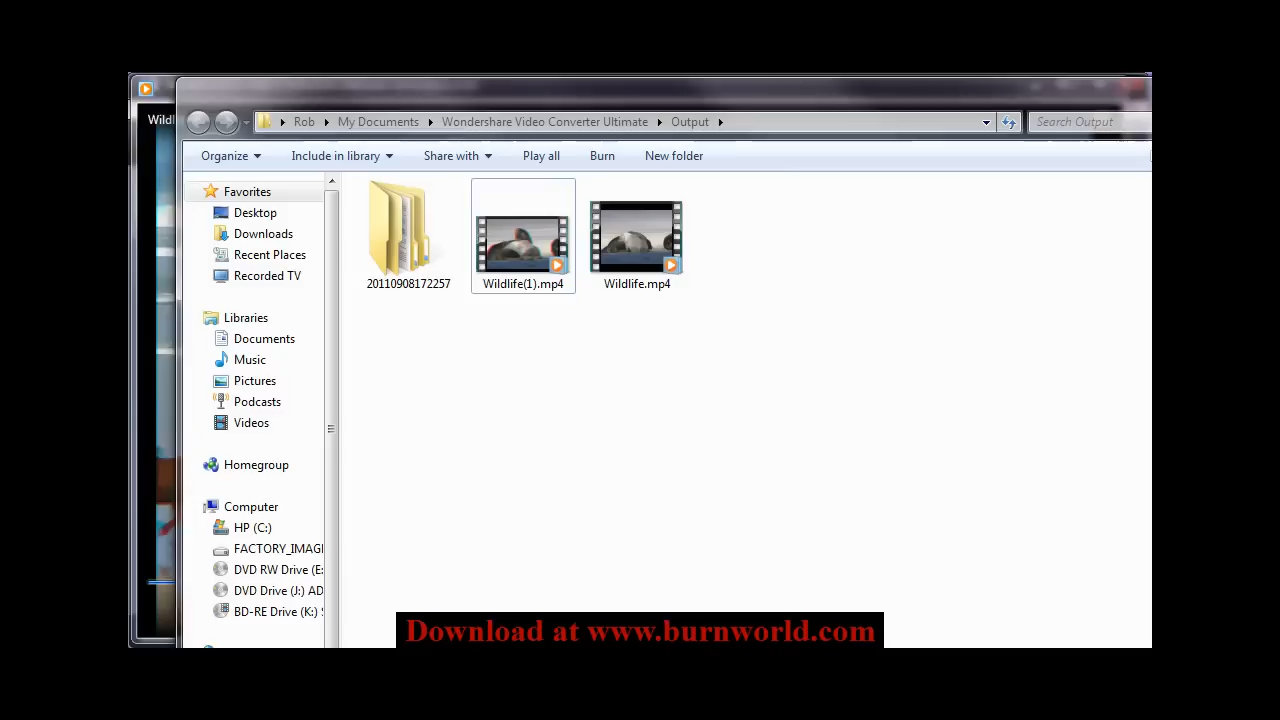 Wildl
Rob My Documents Wondershare Video Converter Ultimate Output
Search Output
Organize Include in library Share with Play all Burn New folder
Favorites
Desktop
Downloads
Recent Places
Recorded TV
Libraries
Documents
Music
Pictures
Podcasts
Videos
Homegroup
Computer
HP (C:)
FACTORY_IMAG
DVD RW Drive (E:
DVD Drive (J:) AD
BD-RE Drive (K:) S
20110908172257
Wildlife(1).mp4
Wildlife.mp4
Download at www.burnworld.com